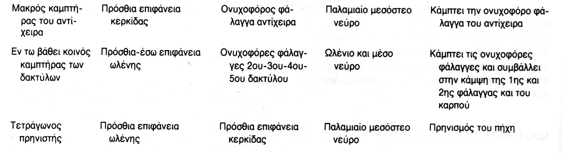 Μακρός καμπτήρας του αντίχειρα
Πρόσθια επιφάνεια κερκίδας
Ονυχοφόρος φάλαγγα αντίχειρα
Παλαμιαίο μεσόστεο νεύρο
Κάμπτει την ονυχοφόρο φάλαγγα του αντίχειρα
Εν τω βάθει κοινός καμπτήρας των δακτύλων
Πρόσθια-έσω επιφάνεια ωλένης
Ονυχοφόρες φάλαγγες 2ου-3ου-4ου-5ου δακτύλου
Ωλένιο και μέσο νεύρο
Κάμπτει τις ονυχοφόρες φάλαγγες και συμβάλλει στην κάμψη της 1ης και 2ης φάλαγγας και του καρπού
Τετράγωνος πρηνιστής
Πρόσθια επιφάνεια ωλένης
Πρόσθια επιφάνεια κερκίδας
Παλαμιαίο μεσόστεο νεύρο
Πρηνισμός του πήχη